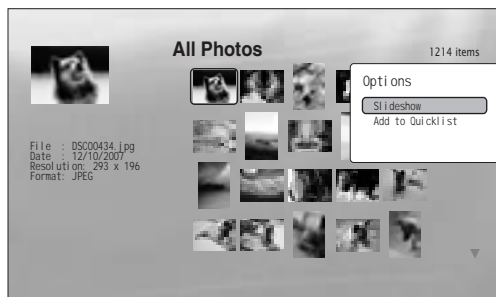 All Photos
1214 items
Options
Slideshow
Add to Quicklist
File : DSC00434.jpg
Date : 12/10/2007
Resolution: 293 x 196
Format: JPEG